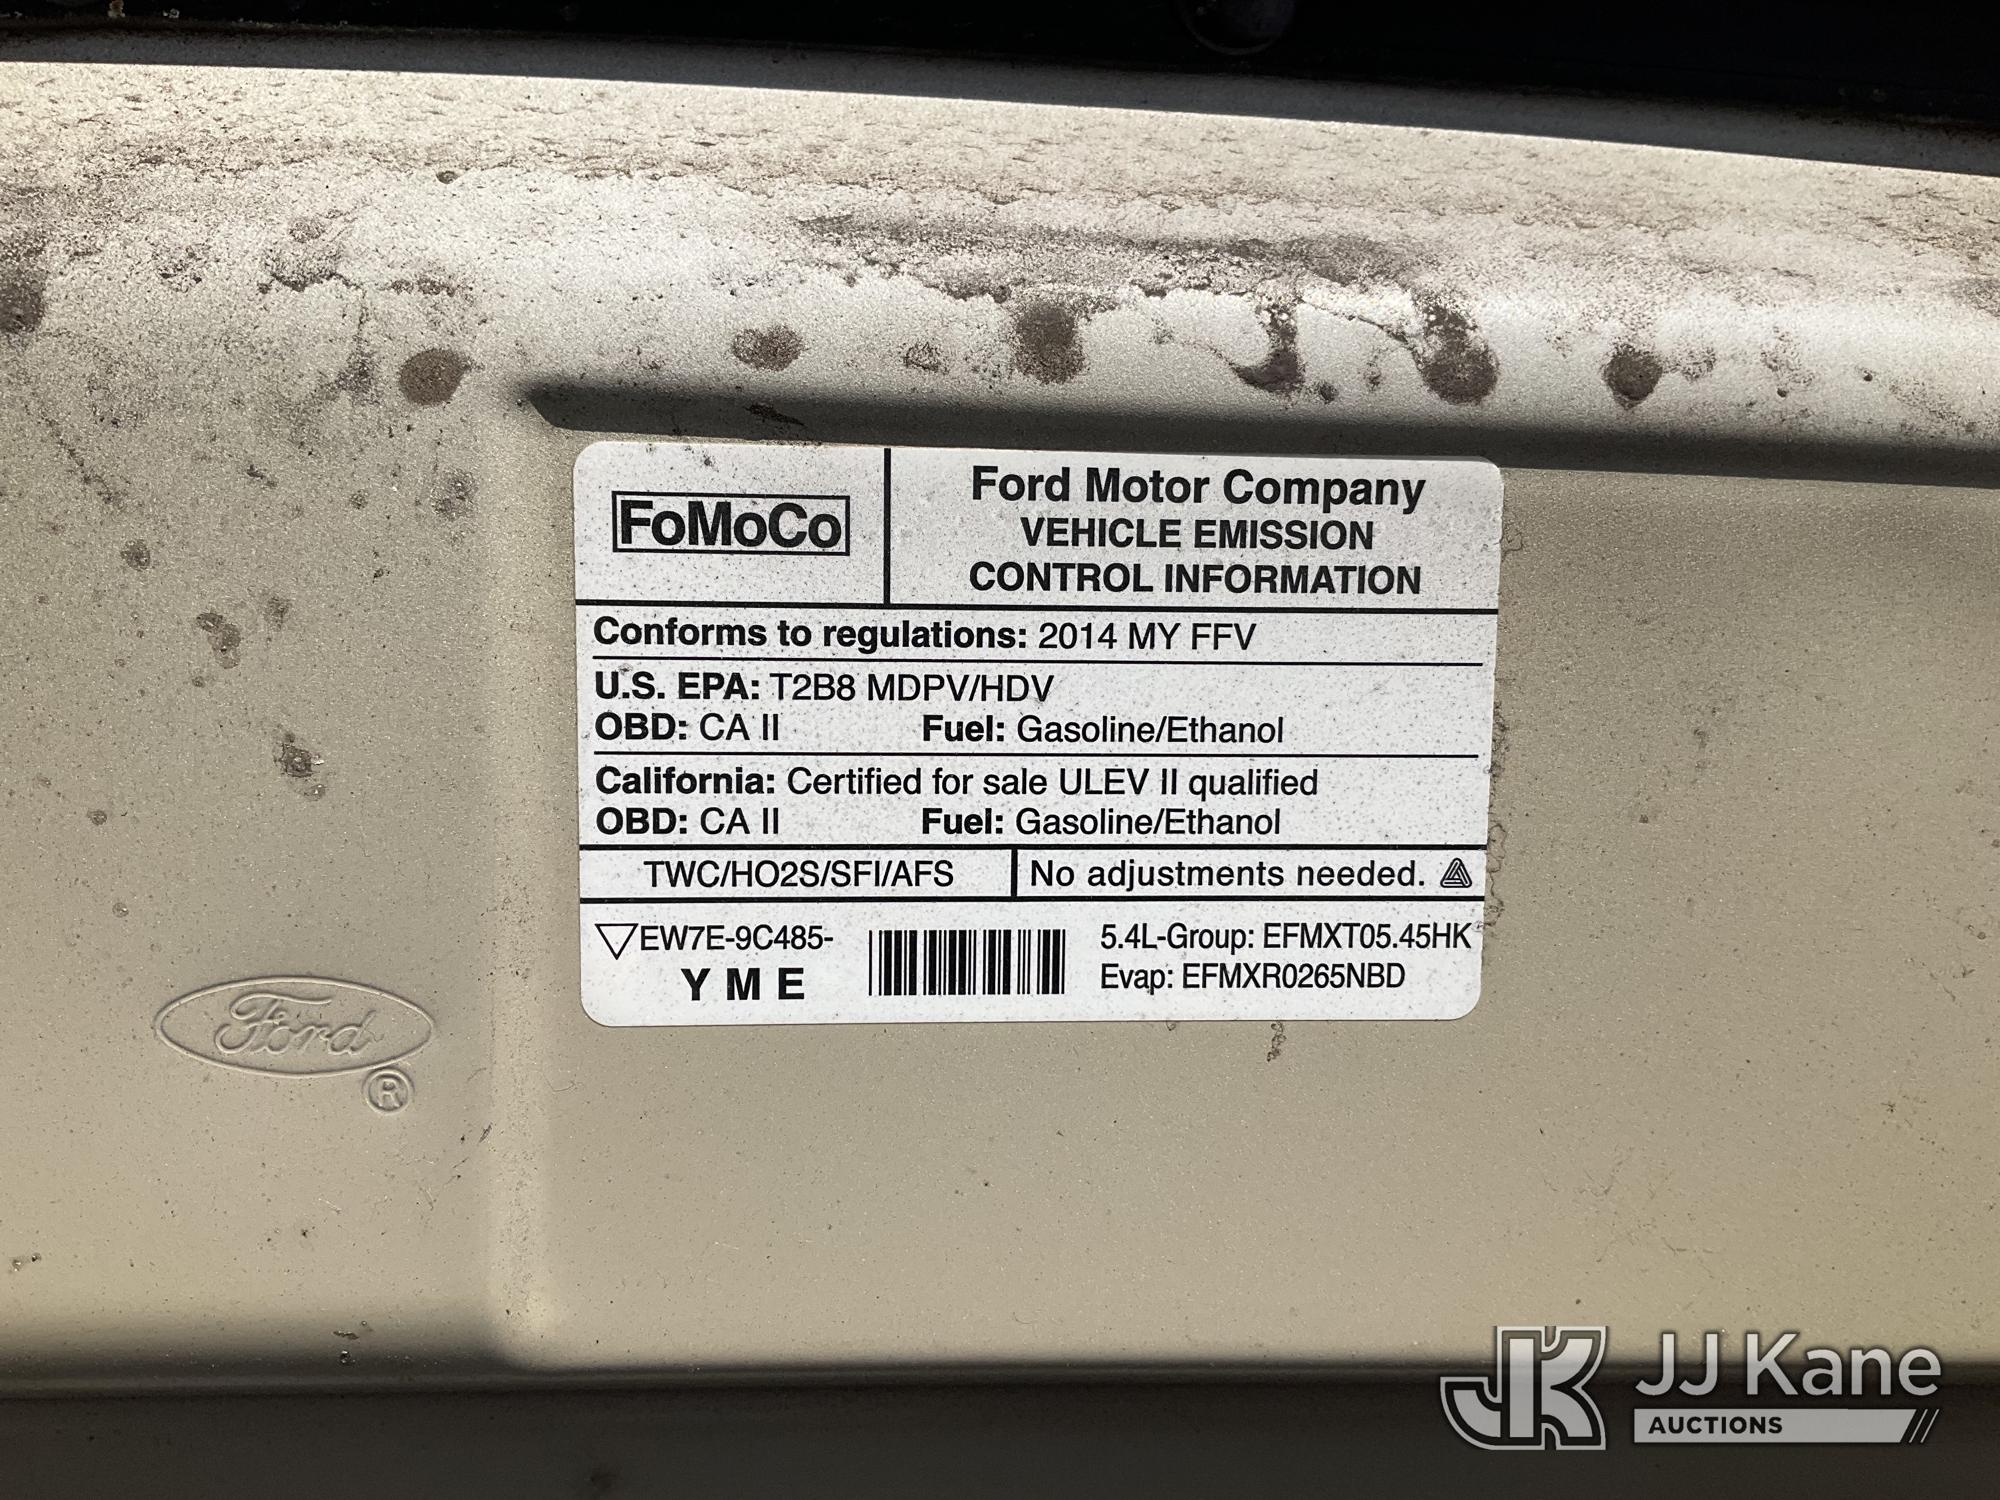 FoMoCo
Ford Motor Company
VEHICLE EMISSION
CONTROL INFORMATION
Conforms to regulations: 2014 MY FFV
U.S. EPA: T2B8 MDPV/HDV
OBD: CA II Fuel: Gasoline/Ethanol
California: Certified for sale ULEV II qualified
OBD: CA II Fuel: Gasoline/Ethanol
TWC/HO2S/SFI/AFS No adjustments needed.
EW7E-9C485-
Y M E
5.4L-Group: EFMXT05.45HK
Evap: EFMXR0265NBD
Ford
®
JK JJ Kane
AUCTIONS